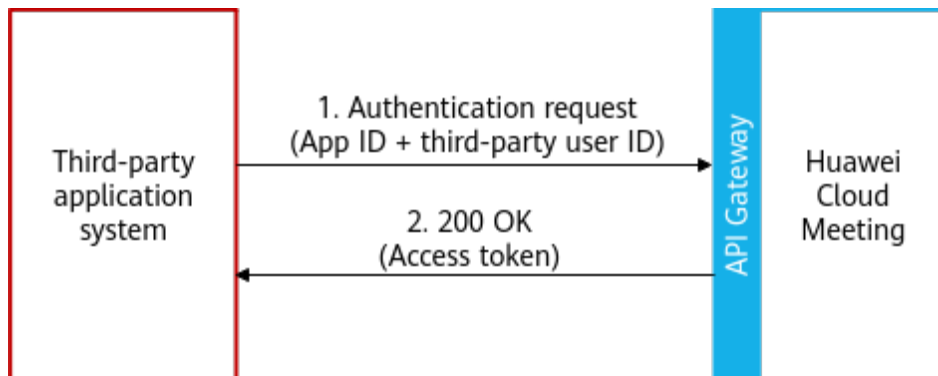 1. Authentication request
(App ID + third-party user ID)
Third-party
application
system
2. 200 OK
(Access token)
API Gateway
Huawei
Cloud
Meeting